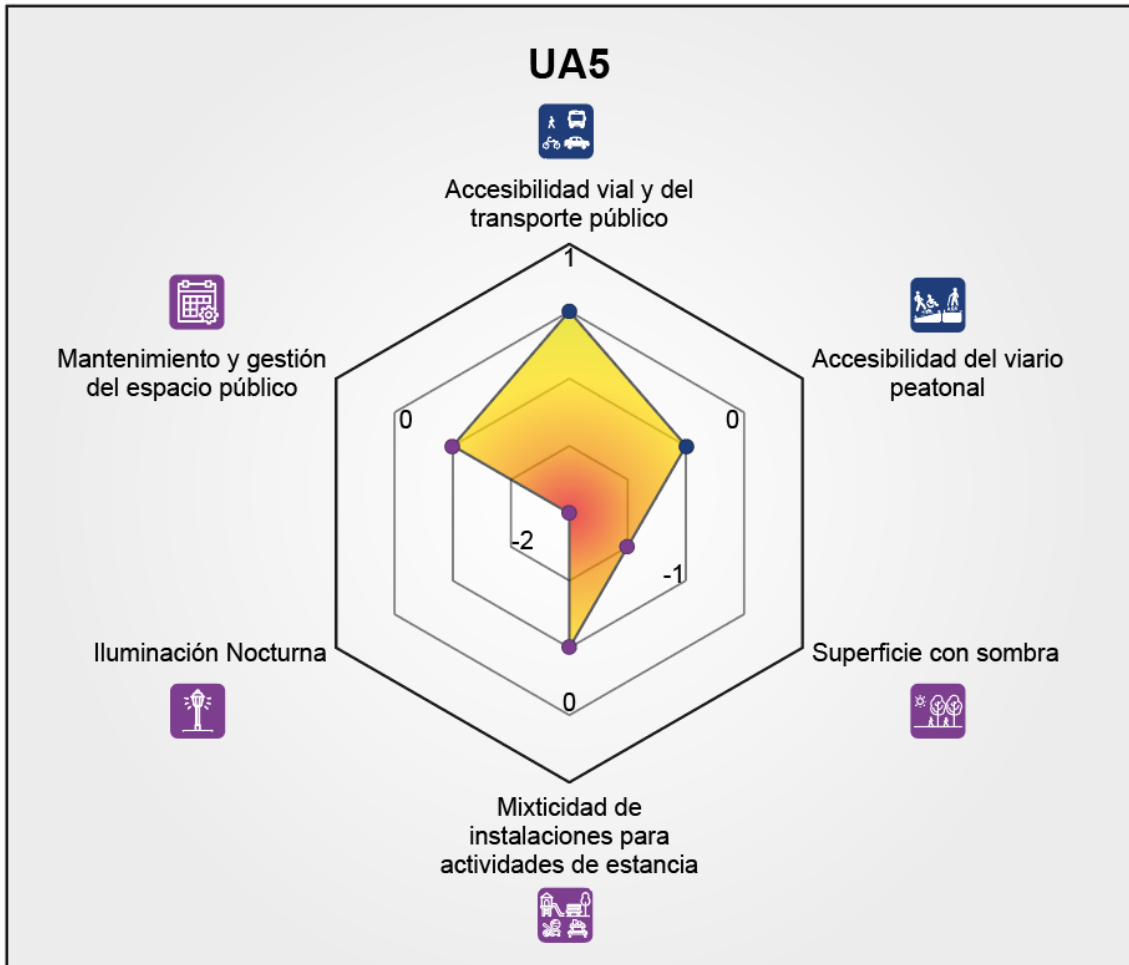 UA5
Accesibilidad vial y del
transporte público
1
Mantenimiento y gestión
del espacio público
Accesibilidad del viario
peatonal
0
0
-2
-1
Iluminación Nocturna
Superficie con sombra
0
Mixticidad de
instalaciones para
actividades de estancia